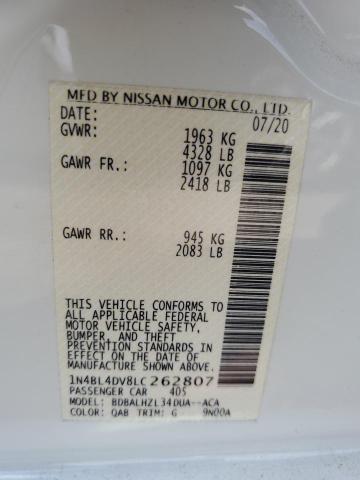 MFD BY NISSAN MOTOR CO., LTD.
DATE: 07/20
GVWR: 1963 KG
4328 LB
GAWR FR.: 1097 KG
2418 LB
GAWR RR.: 945 KG
2083 LB
THIS VEHICLE CONFORMS TO
ALL APPLICABLE FEDERAL
MOTOR VEHICLE SAFETY,
BUMPER, AND THEFT
PREVENTION STANDARDS IN
EFFECT ON THE DATE OF
MANUFACTURE SHOWN ABOVE.
1N4BL4DV8LC262807
PASSENGER CAR 405
MODEL: BDBALHZL34DUA--ACA
COLOR: QAB TRIM: G 9N00A